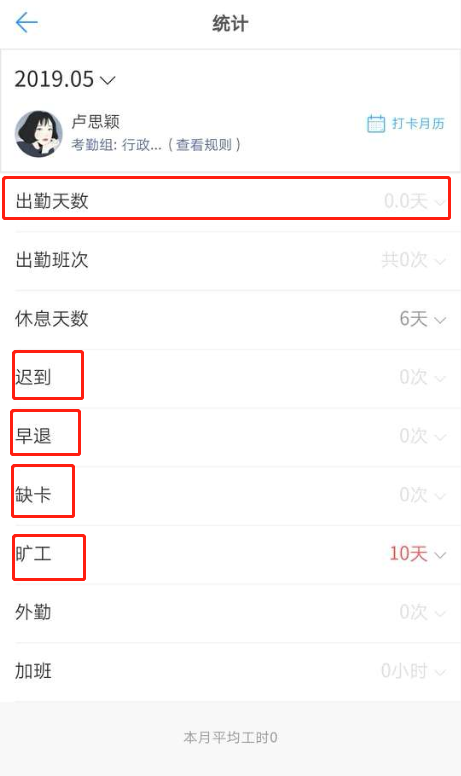 统计
2019.05
卢思颖
考勤组: 行政... (查看规则)
打卡月历
出勤天数 0.0天
出勤班次 共0次
休息天数 6天
迟到 0次
早退 0次
缺卡 0次
旷工 10天
外勤 0次
加班 0小时
本月平均工时0